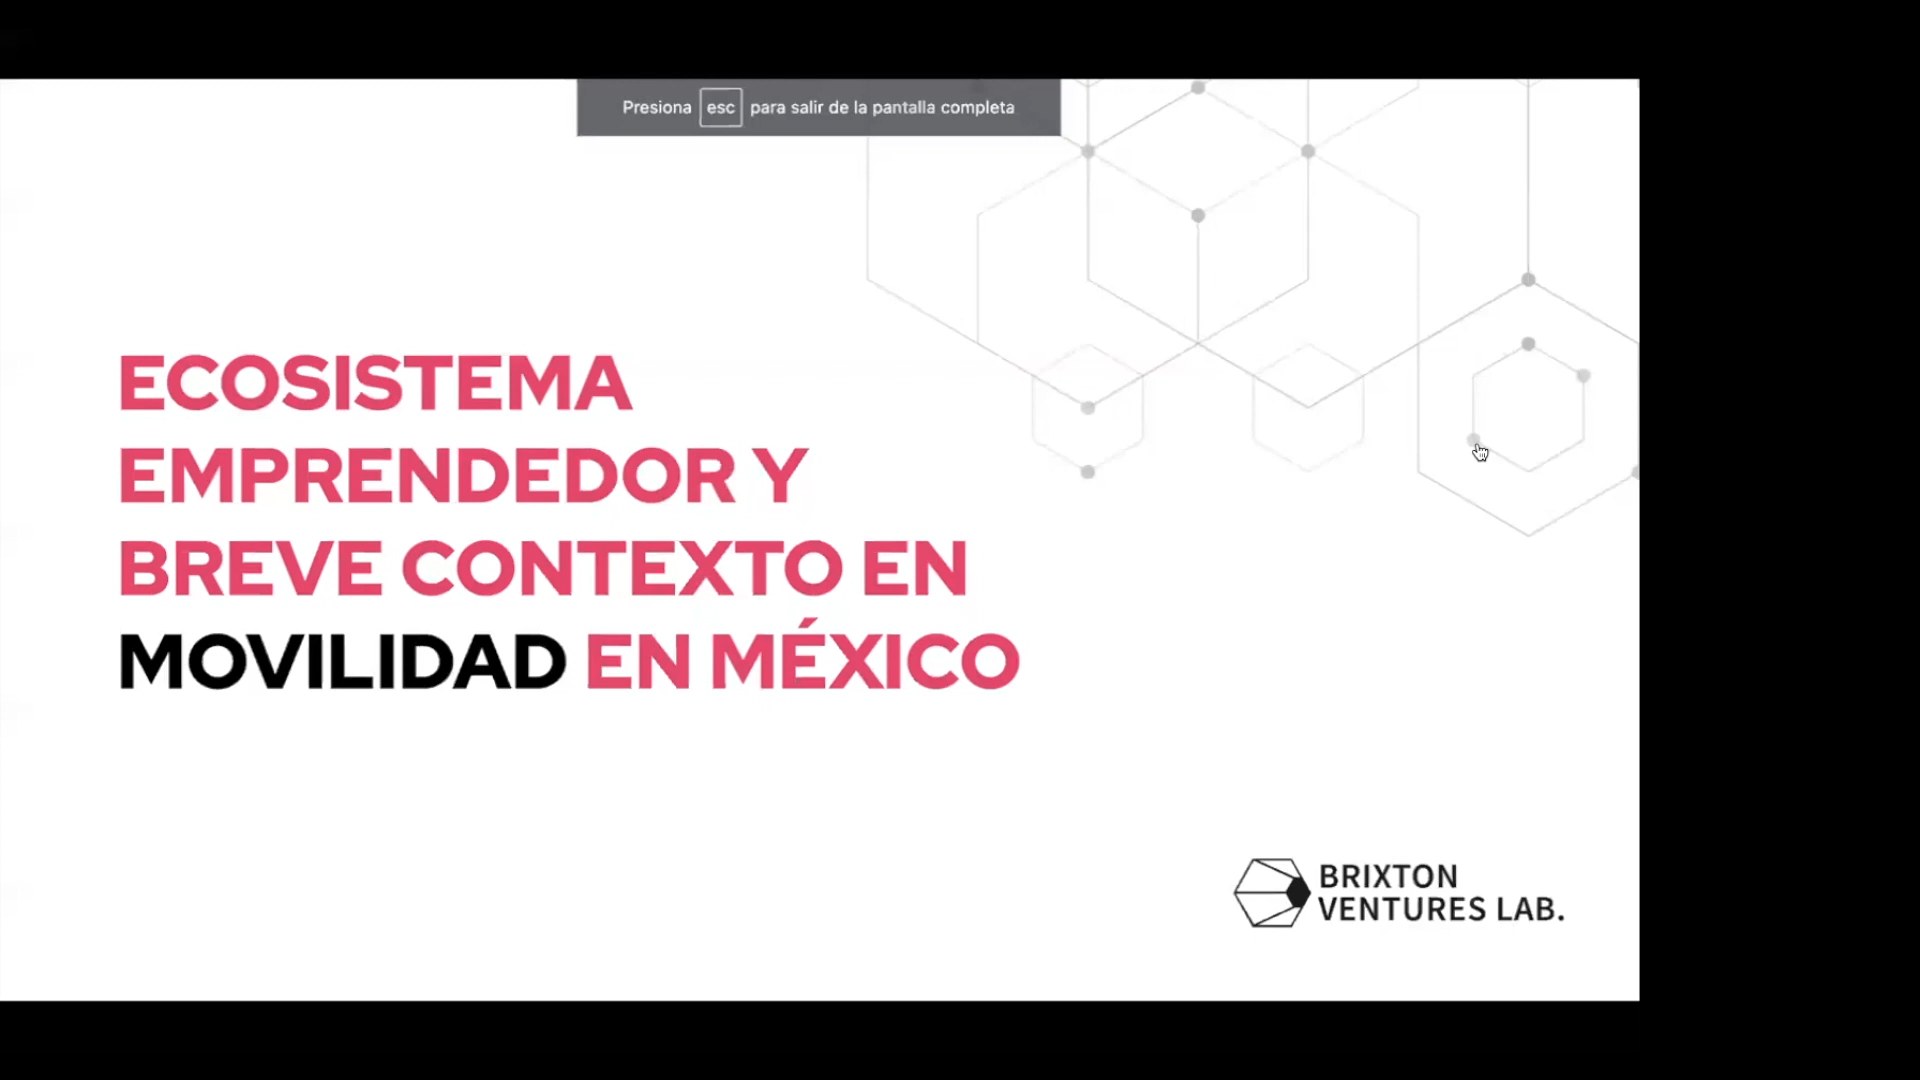 Presiona esc para salir de la pantalla completa
ECOSISTEMA
EMPRENDEDOR Y
BREVE CONTEXTO EN
MOVILIDAD EN MÉXICO
BRIXTON
VENTURES LAB.